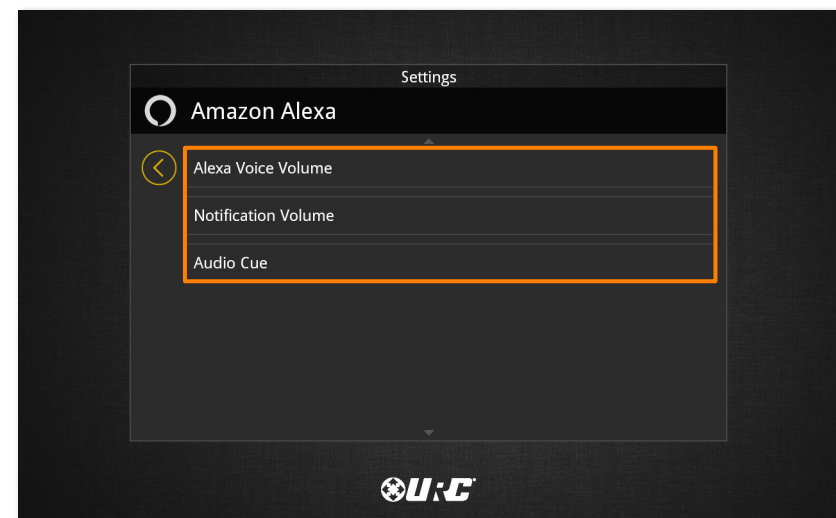 Settings
Amazon Alexa
Alexa Voice Volume
Notification Volume
Audio Cue
URC